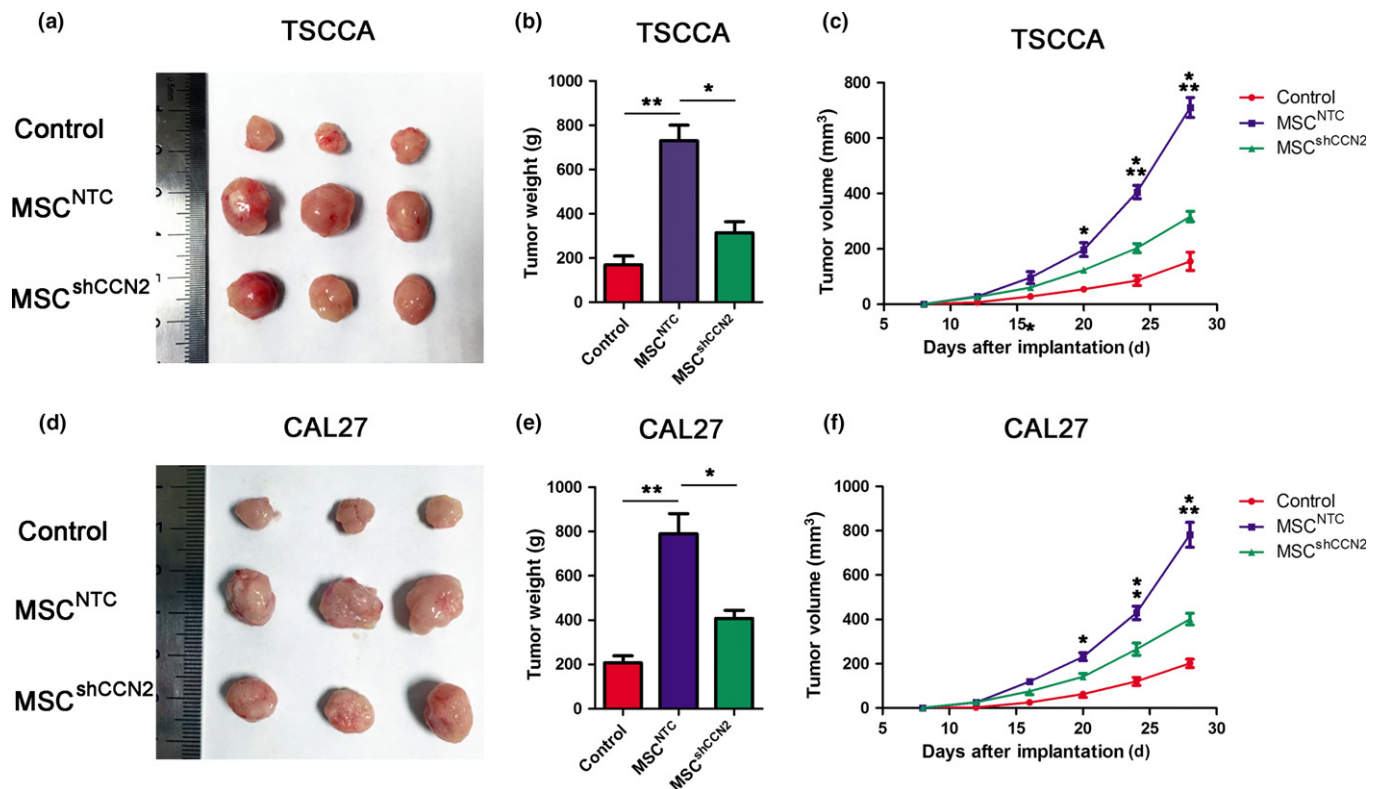 (a)
TSCCA
Control
MSC^NTC
MSC^shCCN2
(b)
TSCCA
Tumor weight (g)
1000
800
600
400
200
0
**
*
Control
MSC^NTC
MSC^shCCN2
(c)
TSCCA
Tumor volume (mm³)
800
600
400
200
0
*
*
*
**
*
**
5 10 15 20 25 30
Days after implantation (d)
Control
MSC^NTC
MSC^shCCN2
(d)
CAL27
Control
MSC^NTC
MSC^shCCN2
(e)
CAL27
Tumor weight (g)
1000
800
600
400
200
0
**
*
Control
MSC^NTC
MSC^shCCN2
(f)
CAL27
Tumor volume (mm³)
1000
800
600
400
200
0
*
*
*
*
**
5 10 15 20 25 30
Days after implantation (d)
Control
MSC^NTC
MSC^shCCN2